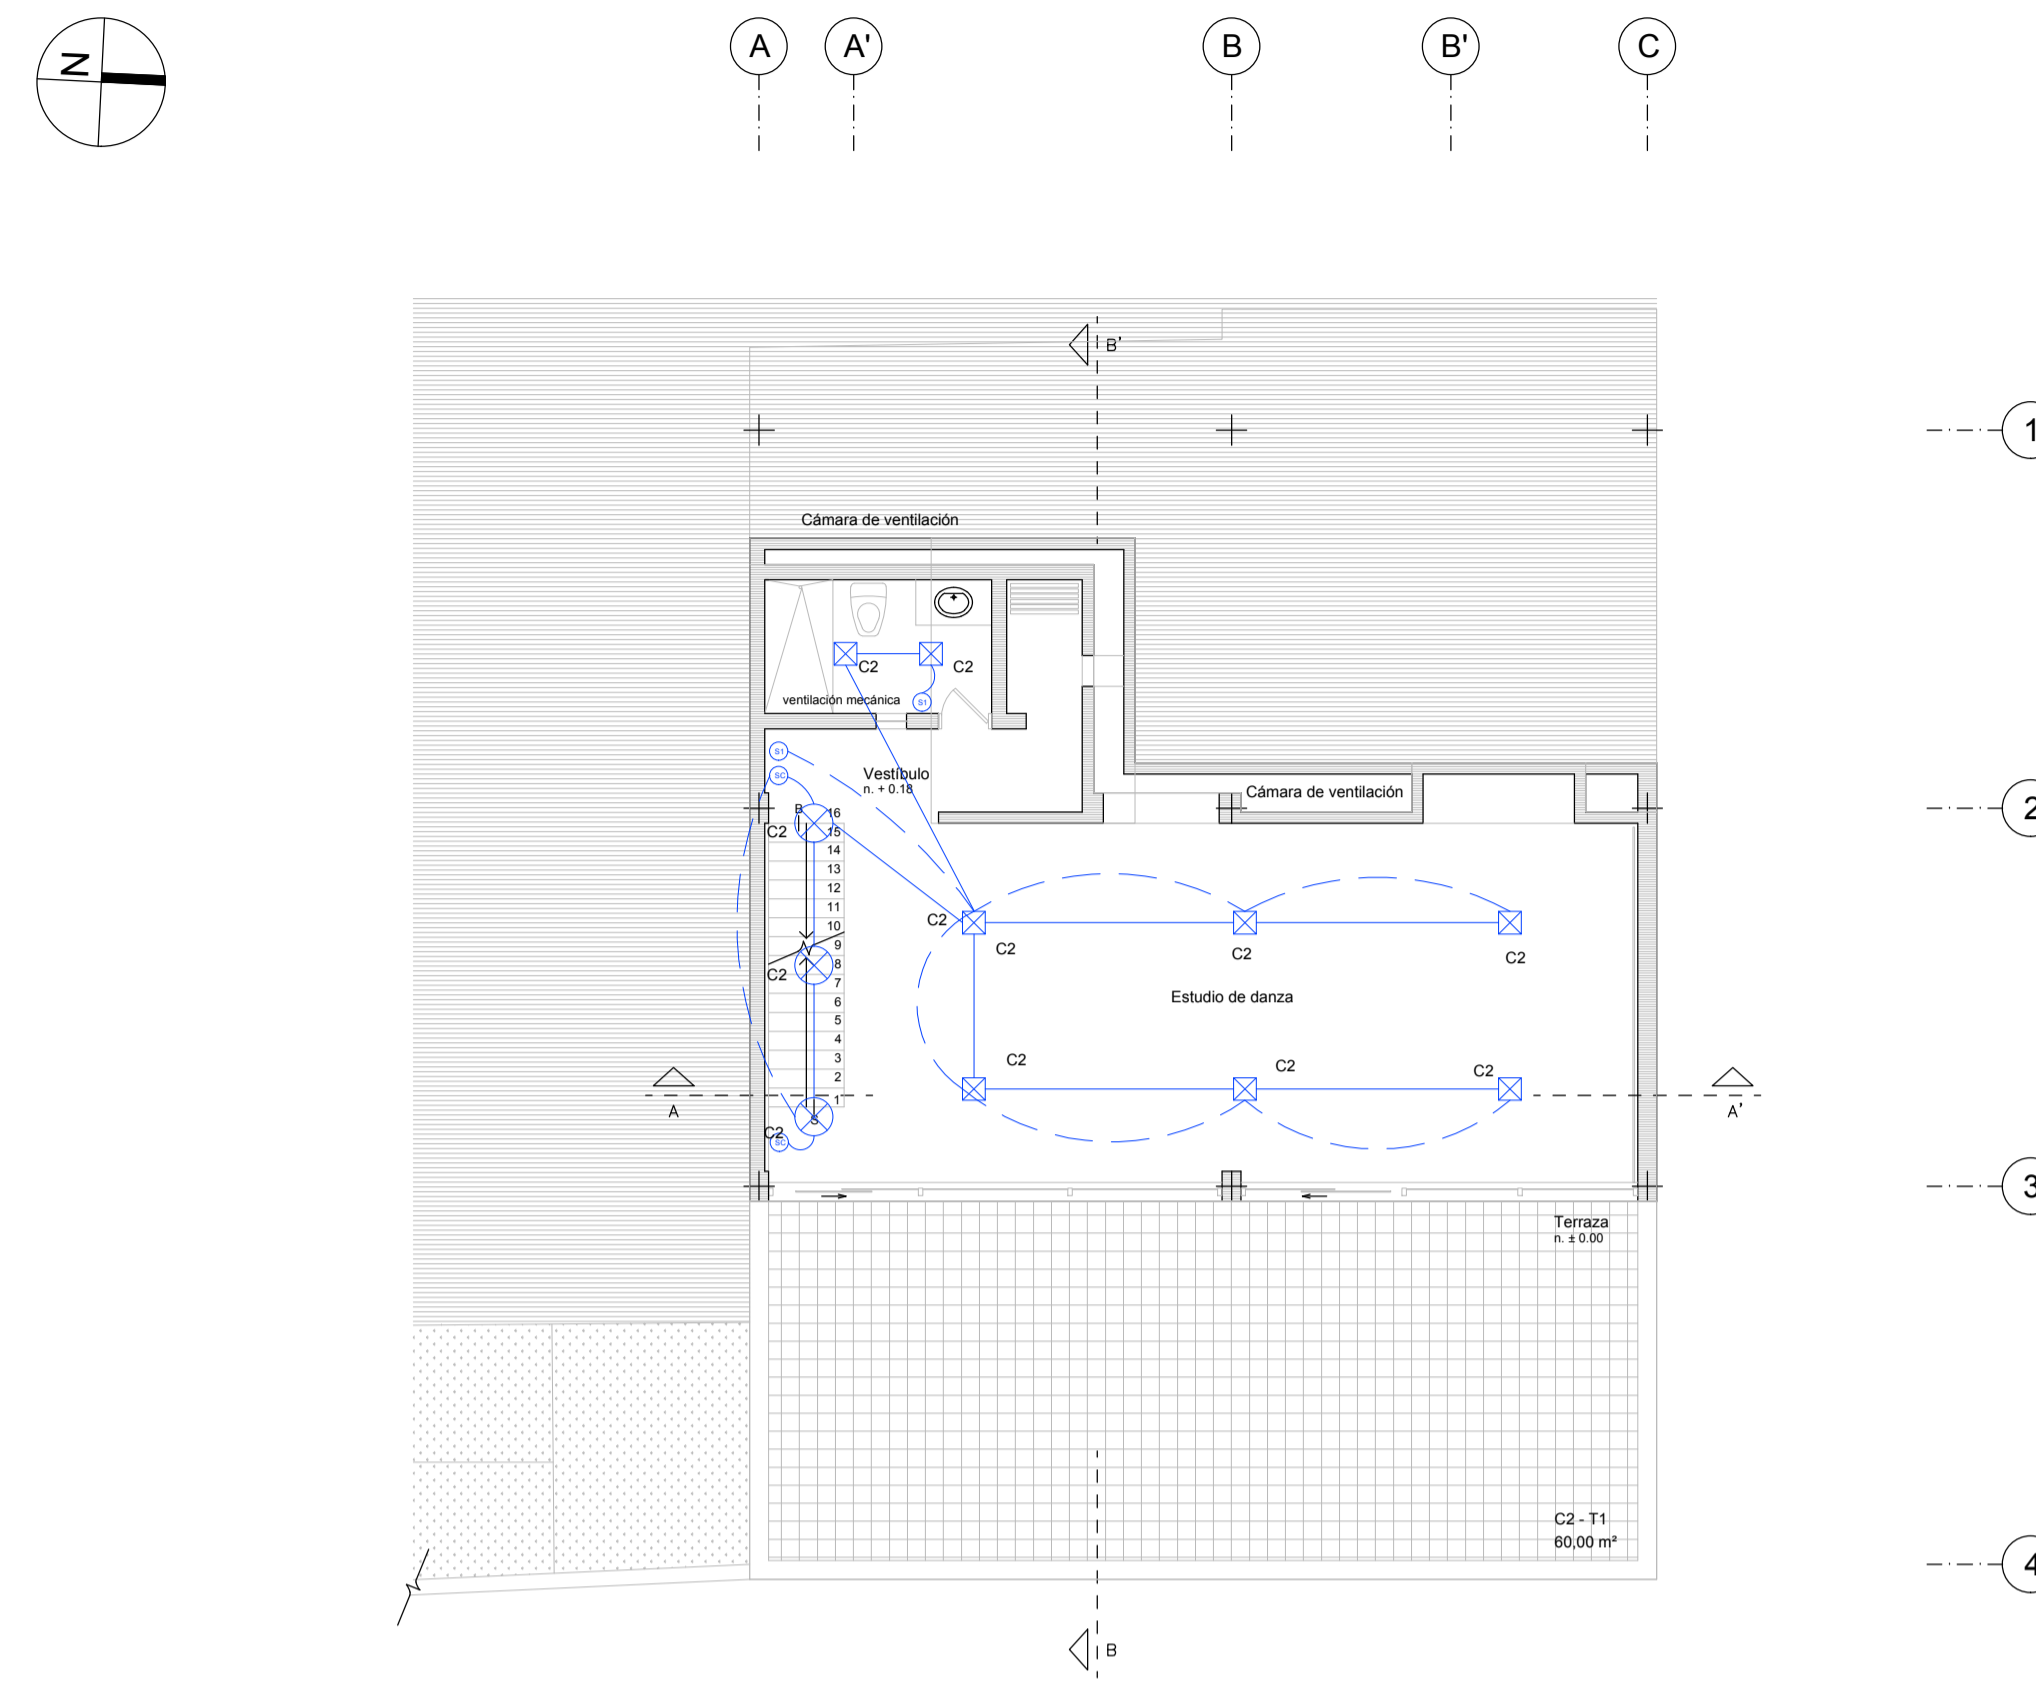 N
A
A'
B
B'
C
B'
1
Cámara de ventilación
C2
C2
ventilación mecánica
S1
S1
SC
Vestíbulo
n. + 0.18
Cámara de ventilación
2
B
16
C2
15
14
13
12
11
10
9
8
C2
7
6
5
4
3
2
1
C2
C2
C2
C2
Estudio de danza
C2
C2
C2
A
A'
S
C2
SC
3
Terraza
n. ± 0.00
C2 - T1
60,00 m²
4
B